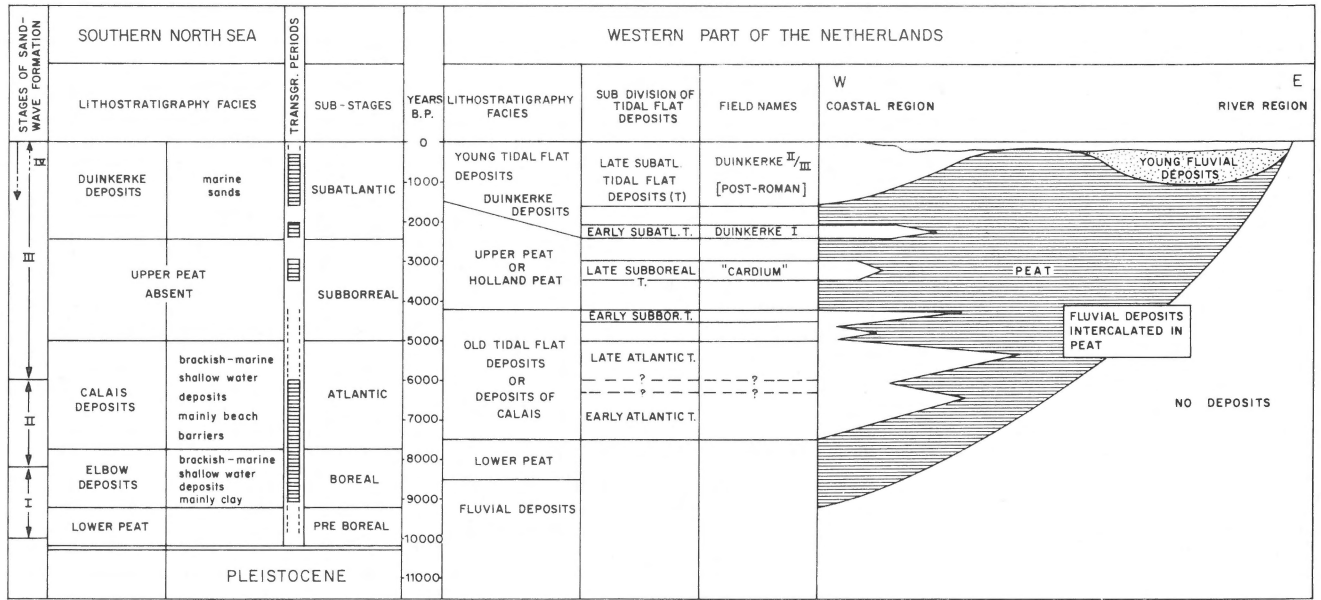 STAGES OF SAND-
WAVE FORMATION
SOUTHERN NORTH SEA
TRANSGR. PERIODS
WESTERN PART OF THE NETHERLANDS
LITHOSTRATIGRAPHY FACIES
SUB-STAGES
YEARS
B.P.
LITHOSTRATIGRAPHY
FACIES
SUB DIVISION OF
TIDAL FLAT
DEPOSITS
FIELD NAMES
W
COASTAL REGION
E
RIVER REGION
IV
III
II
I
DUINKERKE
DEPOSITS
marine
sands
UPPER PEAT
ABSENT
CALAIS
DEPOSITS
brackish-marine
shallow water
deposits
mainly beach
barriers
ELBOW
DEPOSITS
brackish-marine
shallow water
deposits
mainly clay
LOWER PEAT
PLEISTOCENE
SUBATLANTIC
SUBBORREAL
ATLANTIC
BOREAL
PRE BOREAL
0
1000
2000
3000
4000
5000
6000
7000
8000
9000
10000
11000
YOUNG TIDAL FLAT
DEPOSITS
DUINKERKE
DEPOSITS
UPPER PEAT
OR
HOLLAND PEAT
OLD TIDAL FLAT
DEPOSITS
OR
DEPOSITS OF
CALAIS
LOWER PEAT
FLUVIAL DEPOSITS
LATE SUBATL.
TIDAL FLAT
DEPOSITS (T)
EARLY SUBATL. T.
LATE SUBBOREAL
T.
EARLY SUBBOR. T.
LATE ATLANTIC T.
?
?
EARLY ATLANTIC T.
DUINKERKE II/III
[POST-ROMAN]
DUINKERKE I
"CARDIUM"
?
?
YOUNG FLUVIAL
DEPOSITS
PEAT
FLUVIAL DEPOSITS
INTERCALATED IN
PEAT
NO DEPOSITS